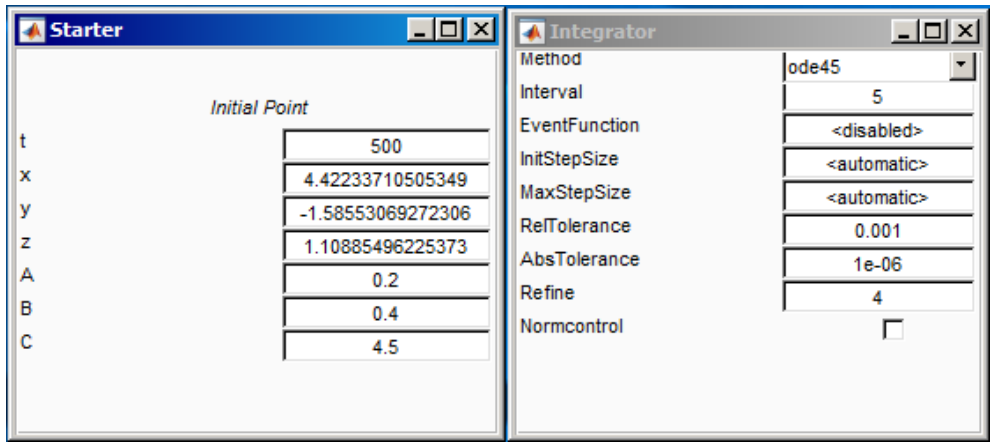 Starter
Initial Point
t 500
x 4.42233710505349
y -1.58553069272306
z 1.10885496225373
A 0.2
B 0.4
C 4.5
Integrator
Method ode45
Interval 5
EventFunction <disabled>
InitStepSize <automatic>
MaxStepSize <automatic>
RelTolerance 0.001
AbsTolerance 1e-06
Refine 4
Normcontrol